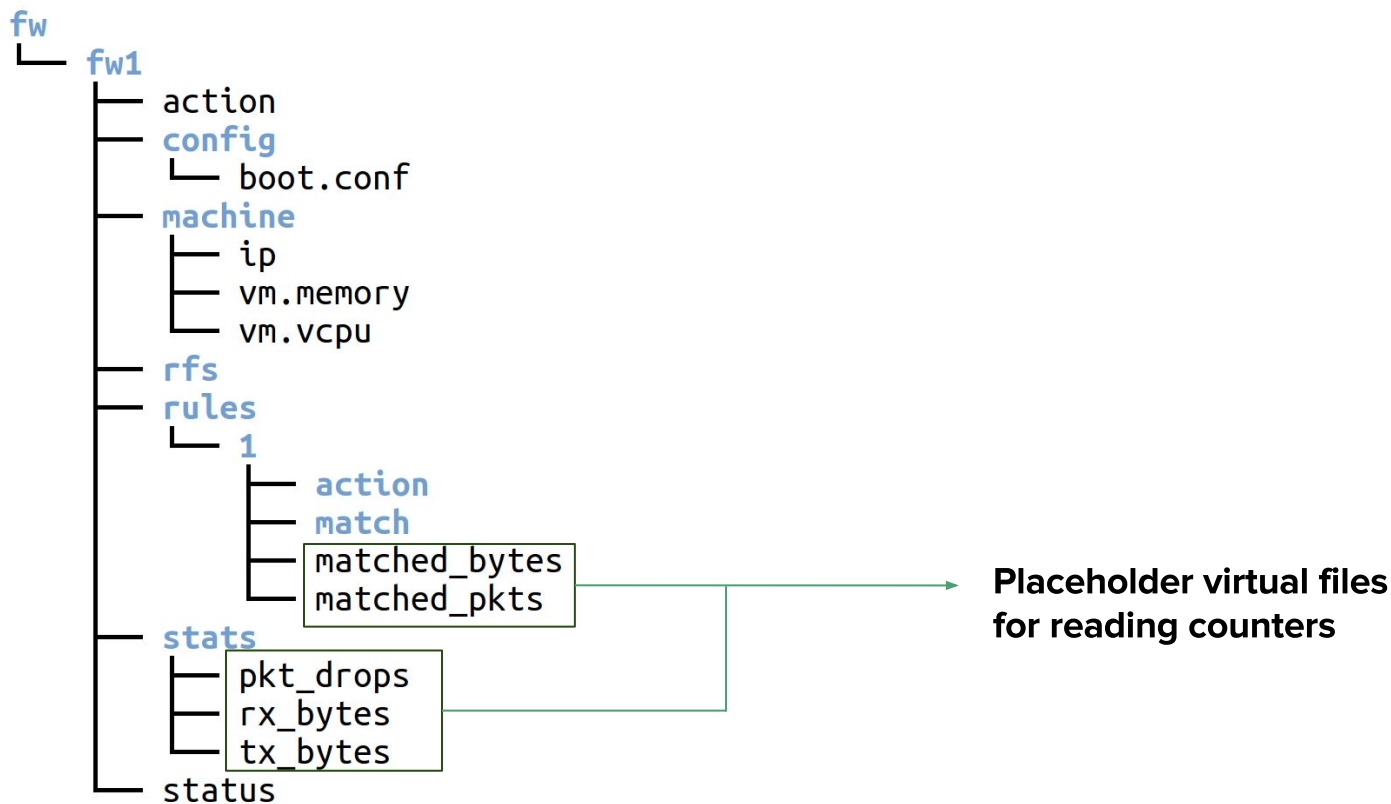 fw
fw1
action
config
boot.conf
machine
ip
vm.memory
vm.vcpu
rfs
rules
1
action
match
matched_bytes
matched_pkts
Placeholder virtual files
for reading counters
stats
pkt_drops
rx_bytes
tx_bytes
status